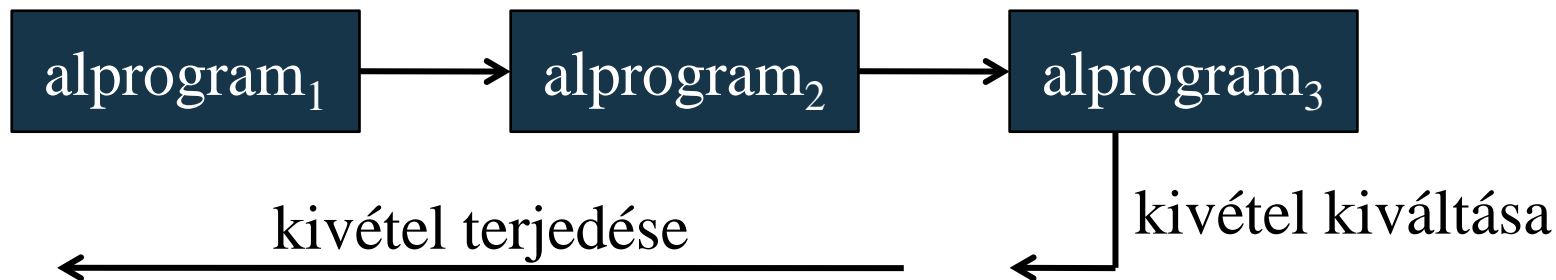 alprogram₁
alprogram₂
alprogram₃
kivétel kiváltása
kivétel terjedése